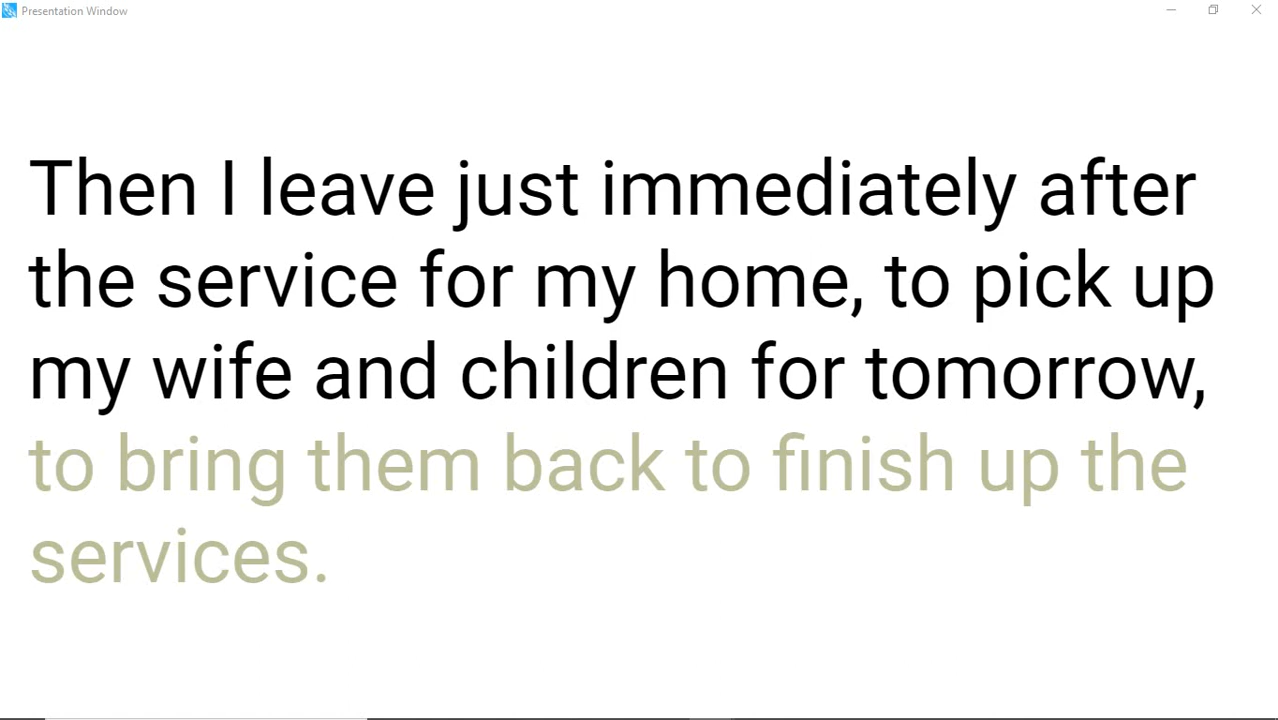 Presentation Window
Then I leave just immediately after
the service for my home, to pick up
my wife and children for tomorrow,
to bring them back to finish up the
services.